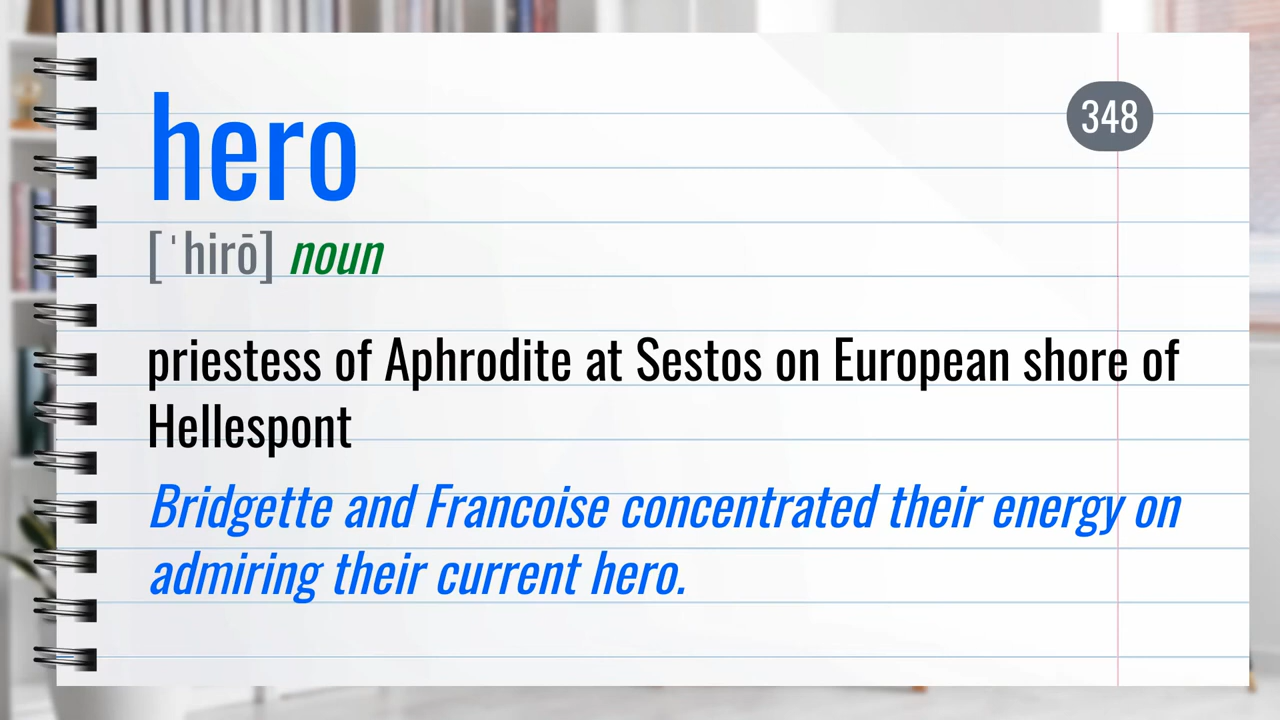 hero
348
[ˈhirō] noun
priestess of Aphrodite at Sestos on European shore of
Hellespont
Bridgette and Francoise concentrated their energy on
admiring their current hero.